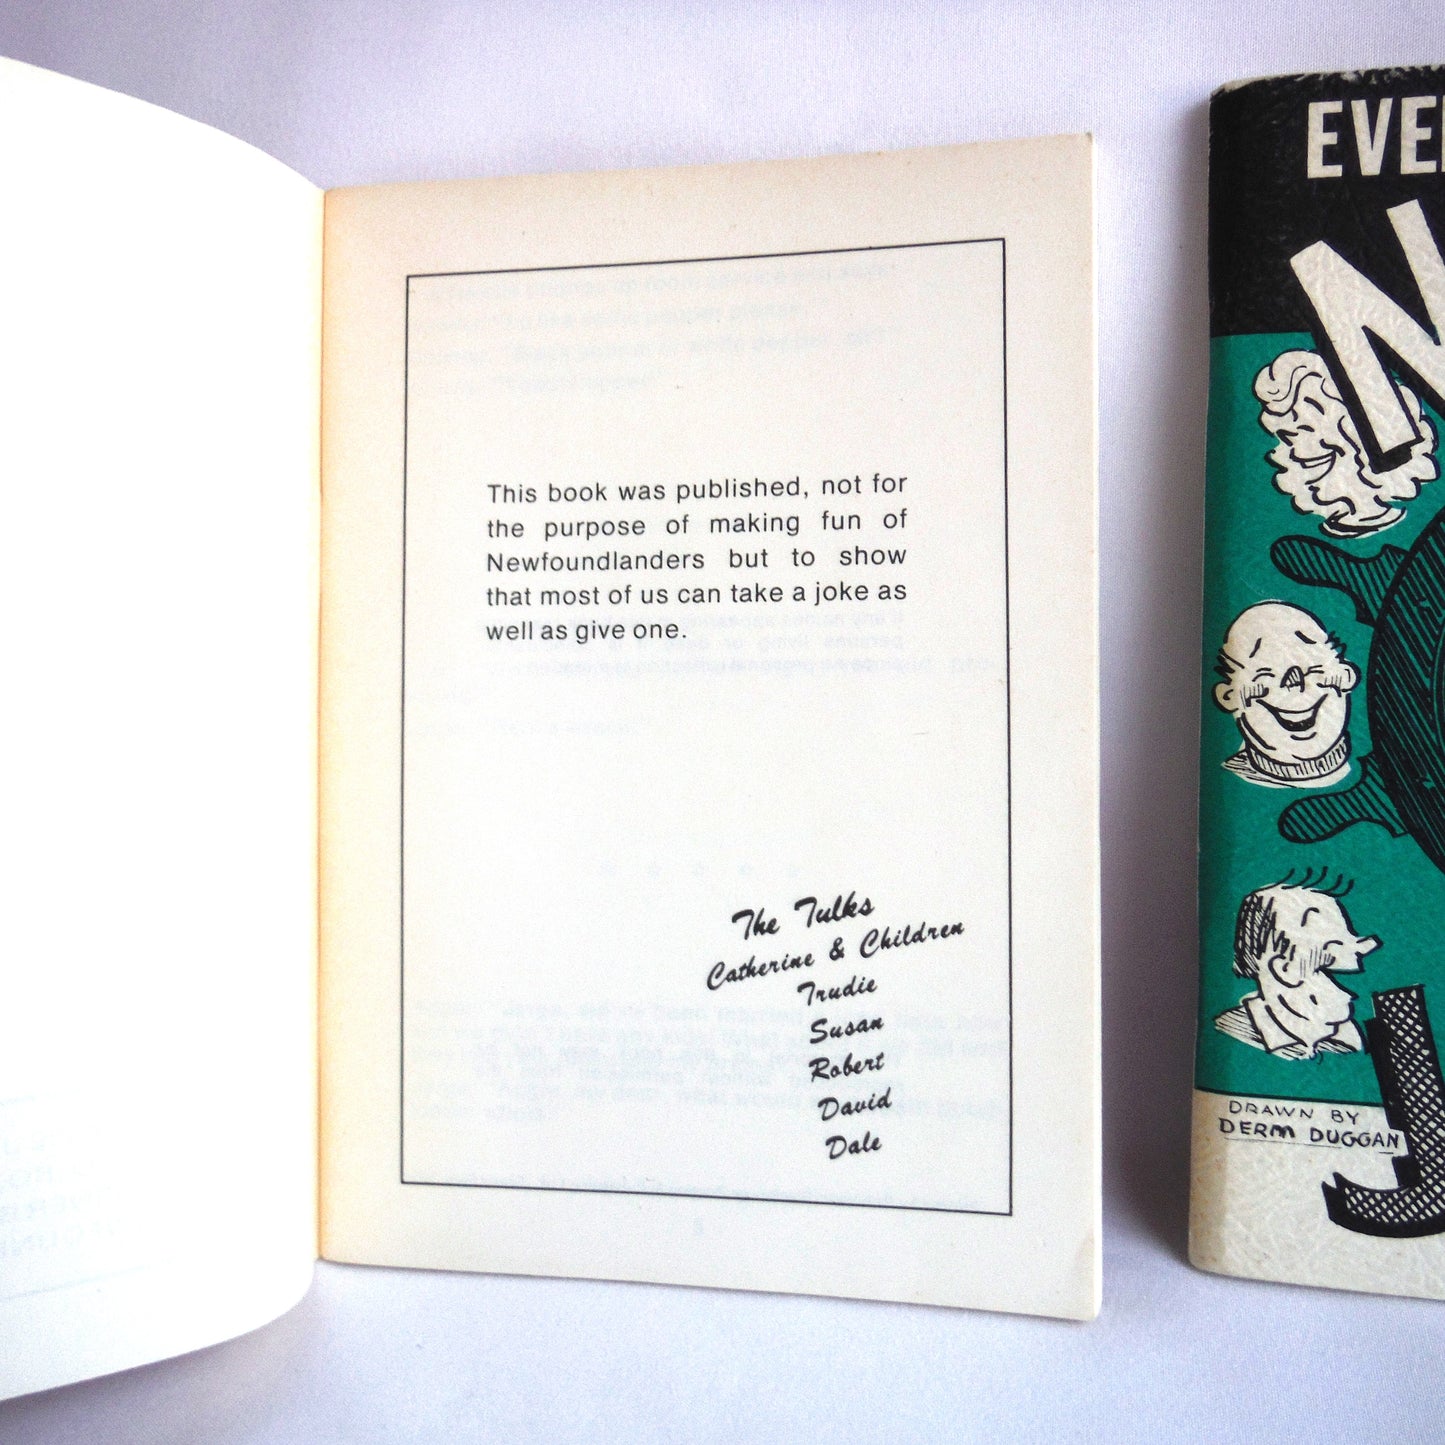 This book was published, not for
the purpose of making fun of
Newfoundlanders but to show
that most of us can take a joke as
well as give one.
The Tulks
Catherine & Children
Trudie
Susan
Robert
David
Dale
EVE
N
DRAWN BY
DERM DUGGAN
J